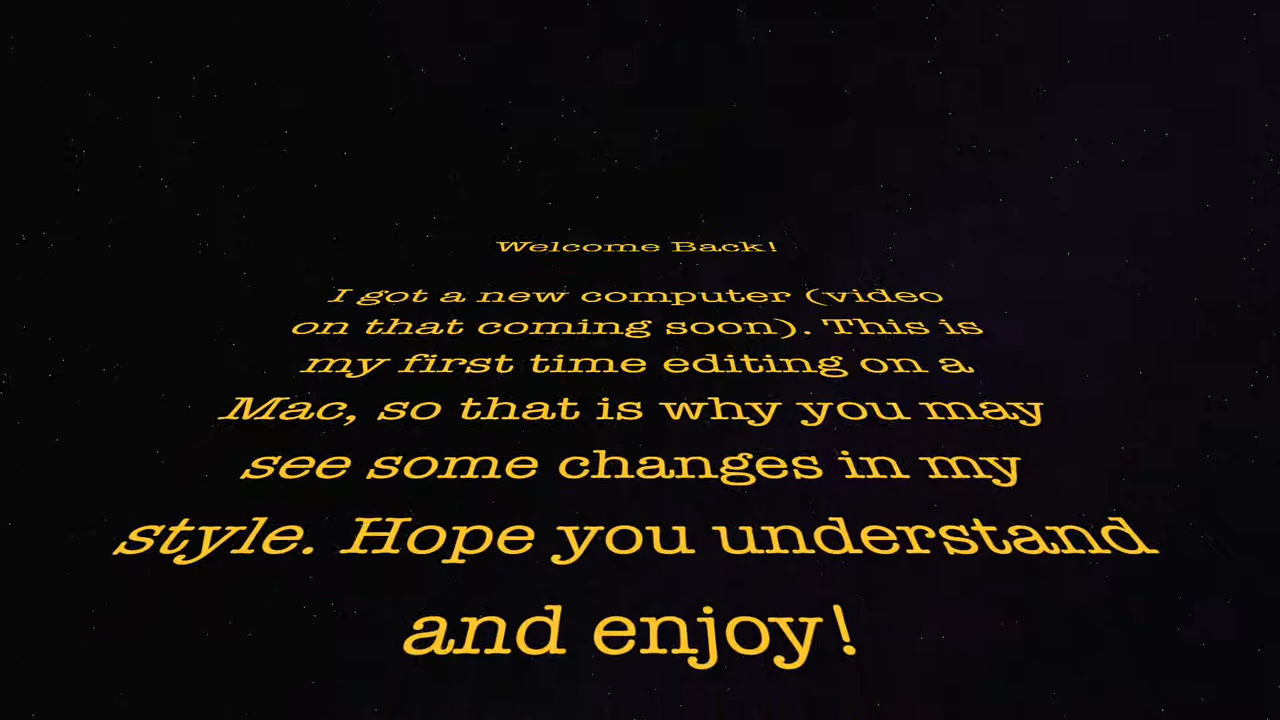 Welcome Back!
I got a new computer (video
on that coming soon). This is
my first time editing on a
Mac, so that is why you may
see some changes in my
style. Hope you understand
and enjoy!